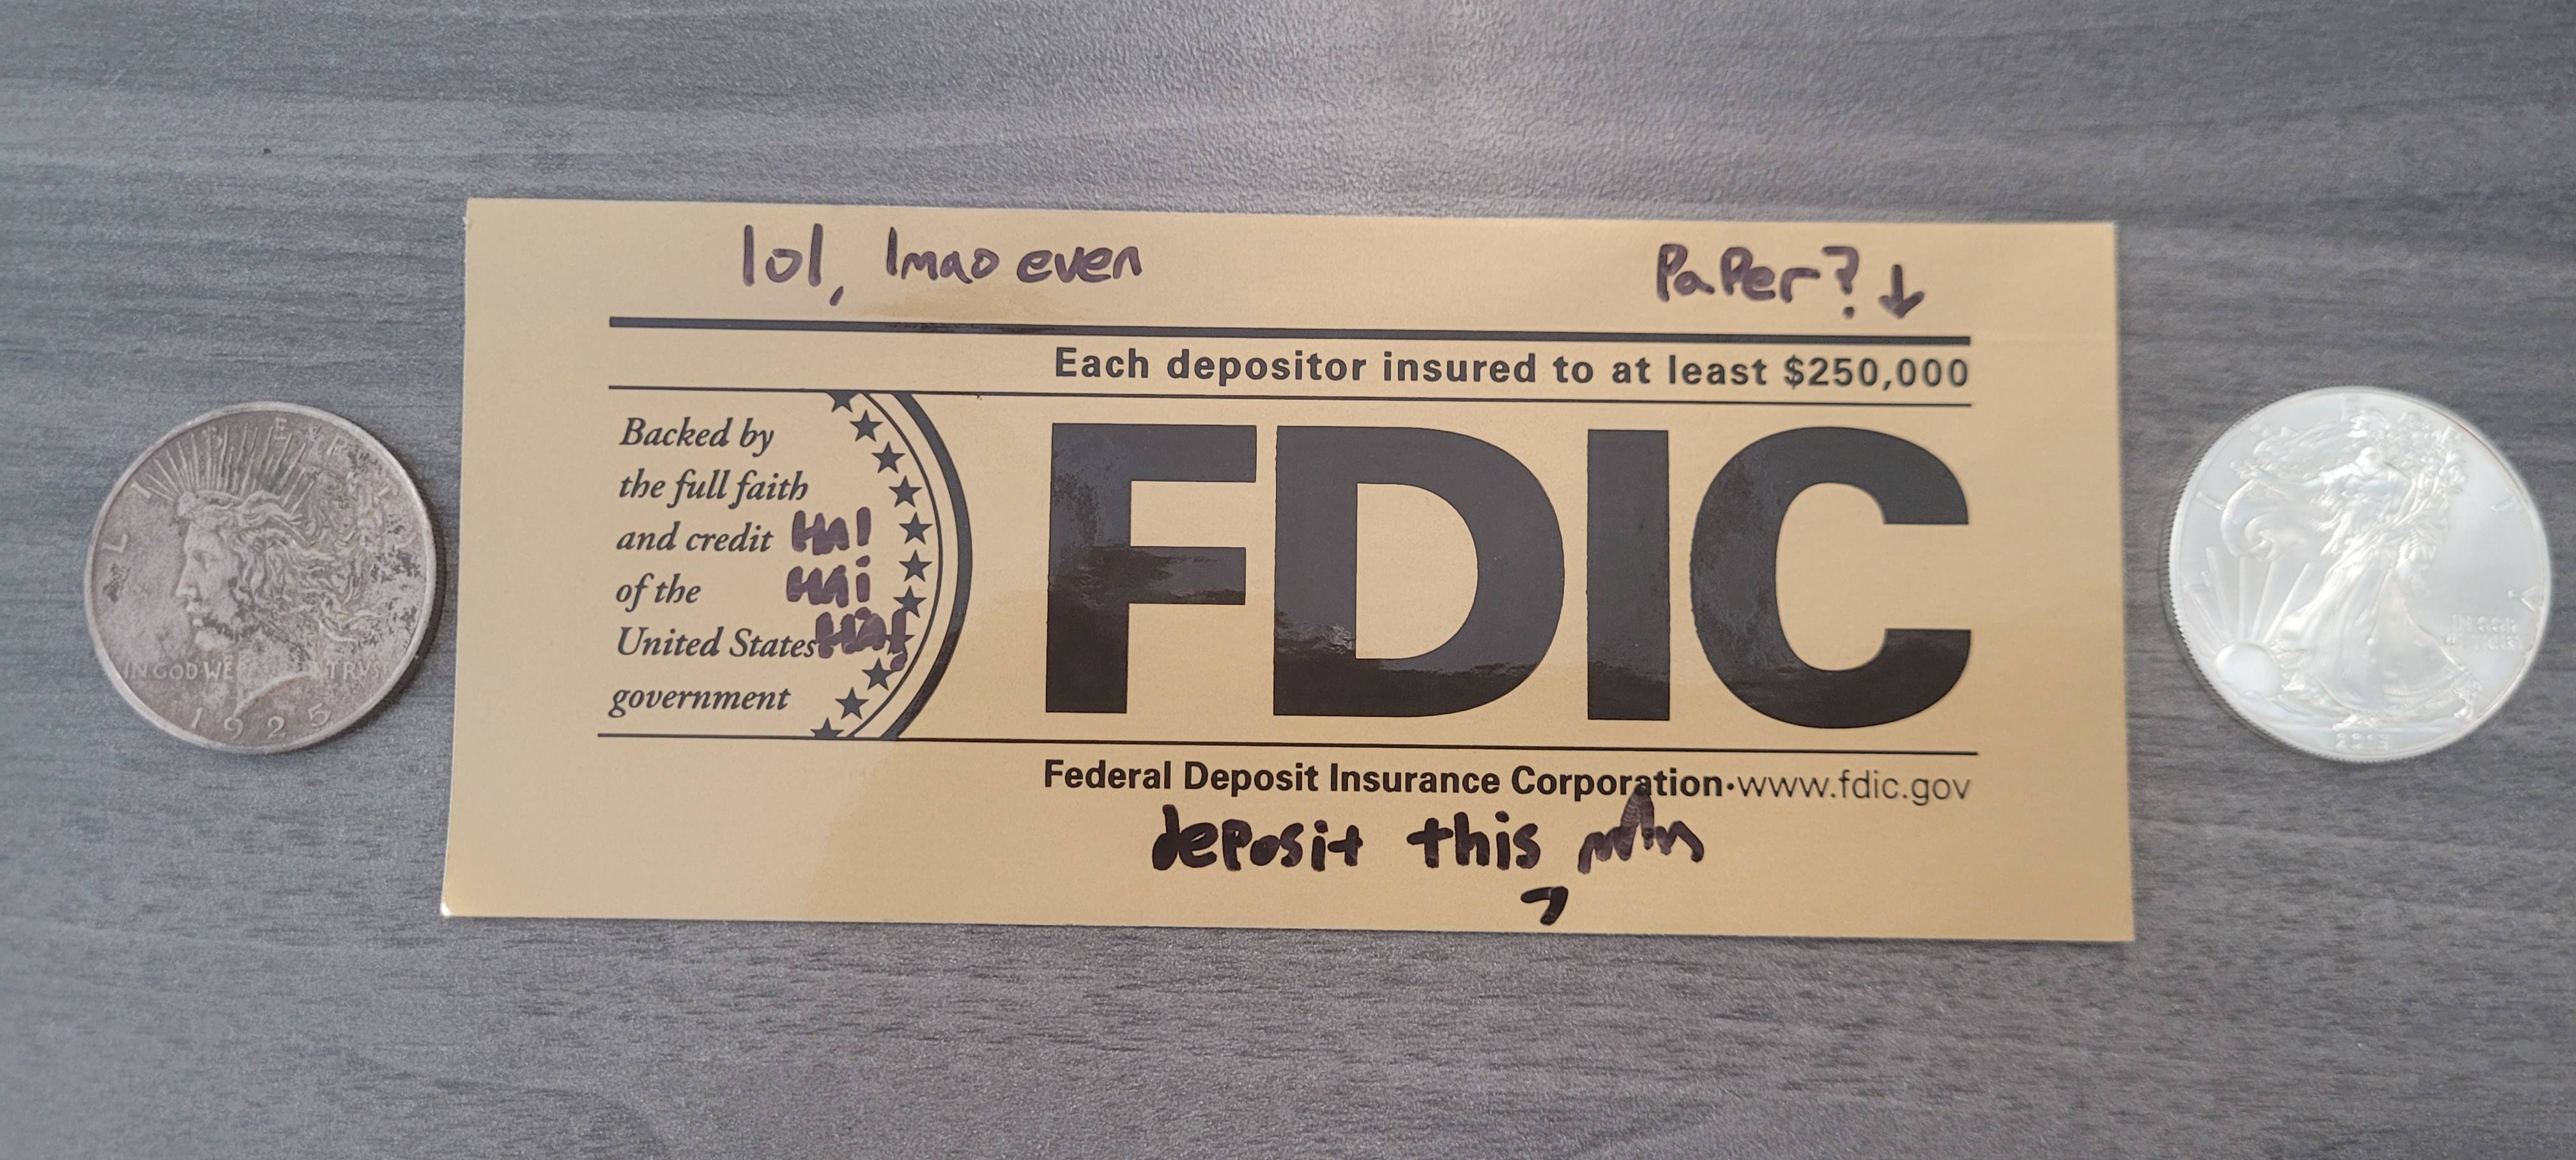 lol, lmao even
PaPer? ↓
Each depositor insured to at least $250,000
Backed by
the full faith
and credit HA!
of the HA!
United States HA!
government
FDIC
Federal Deposit Insurance Corporation • www.fdic.gov
deposit this
IN GOD WE TRVST
1925